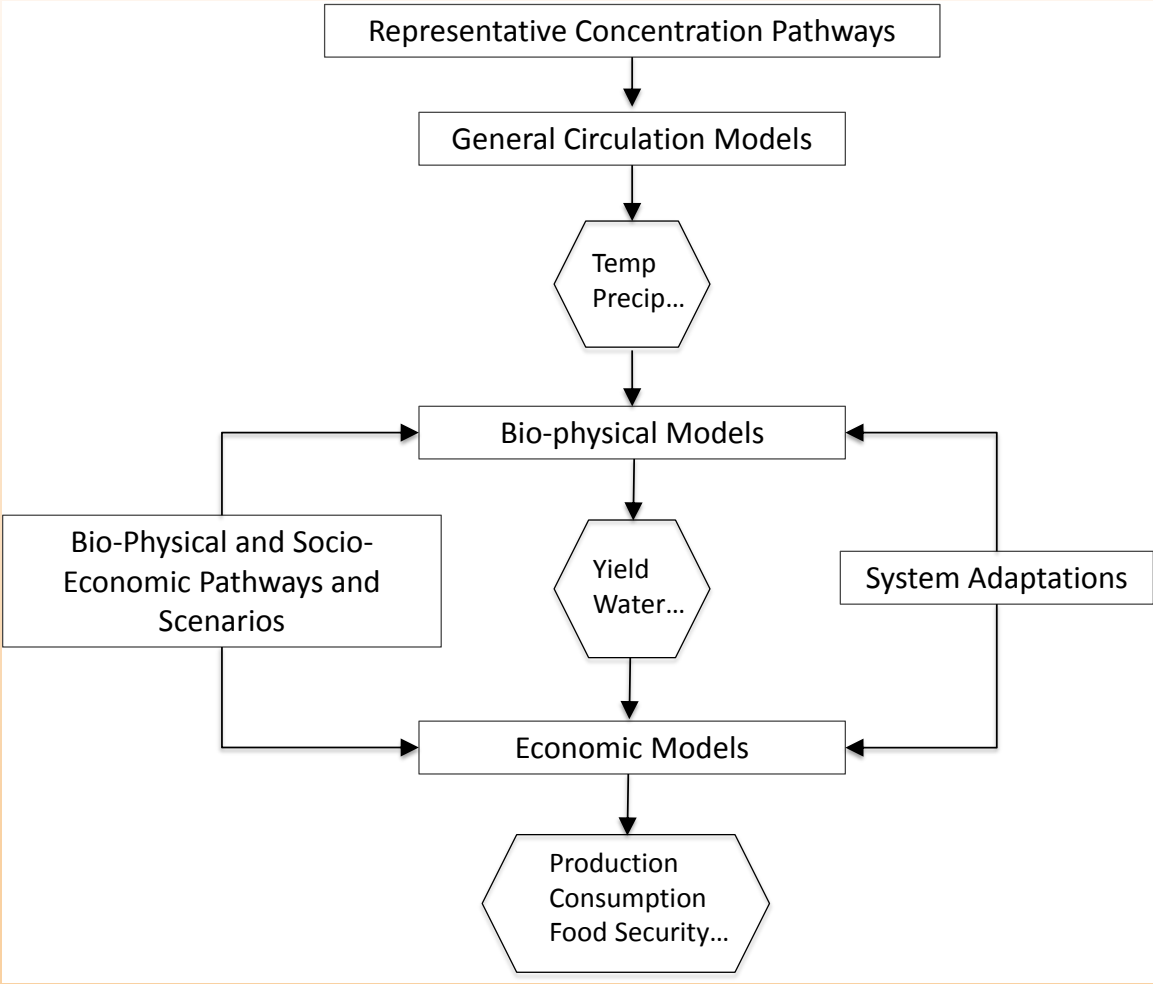 Representative Concentration Pathways
General Circulation Models
Temp
Precip...
Bio-physical Models
Bio-Physical and Socio-
Economic Pathways and
Scenarios
Yield
Water...
System Adaptations
Economic Models
Production
Consumption
Food Security...